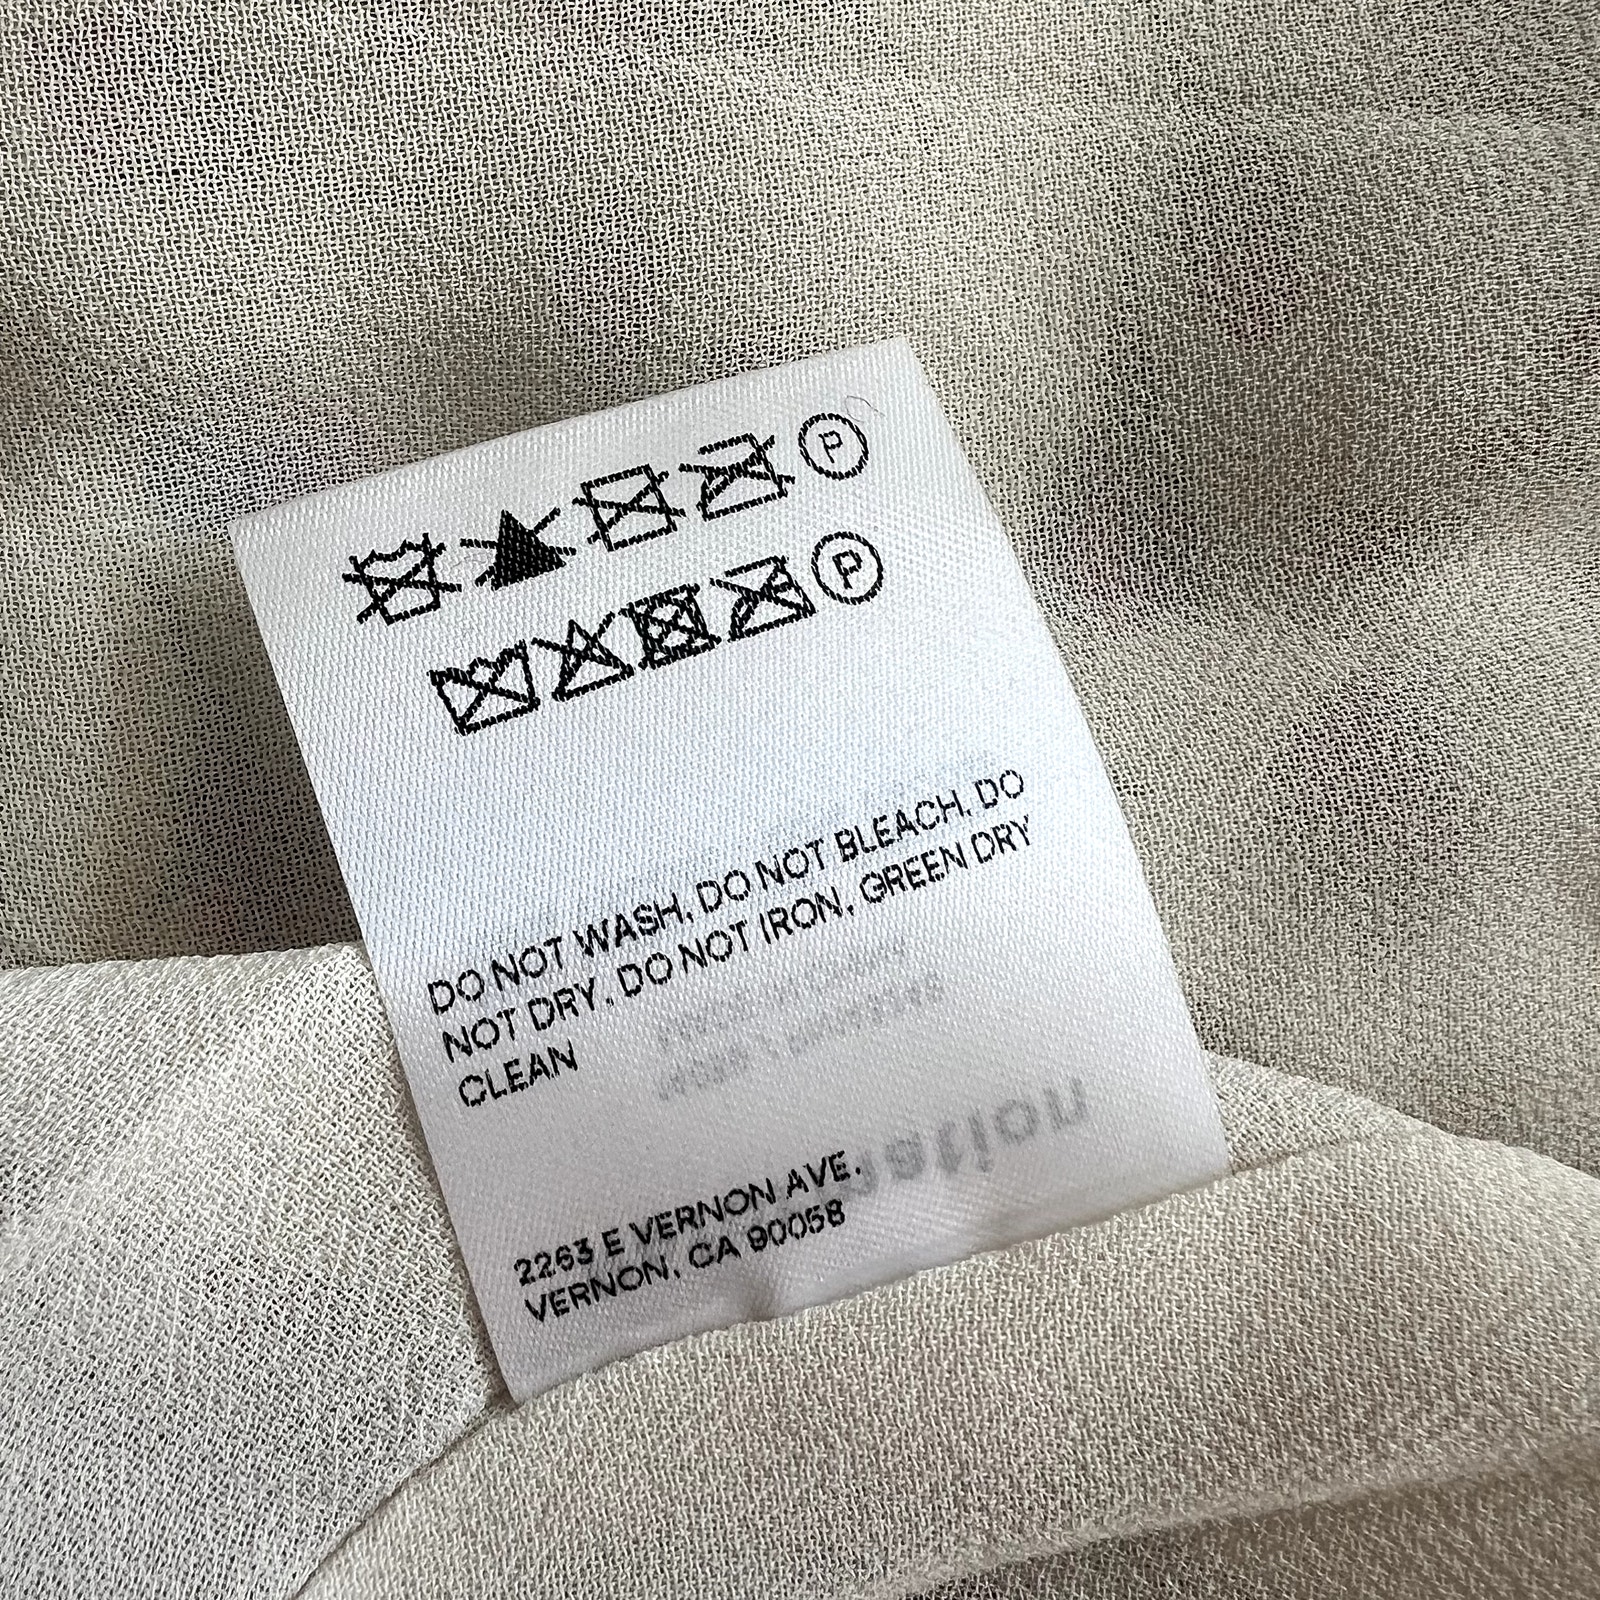 P
P
DO NOT WASH, DO NOT BLEACH, DO
NOT DRY, DO NOT IRON, GREEN DRY
CLEAN
2263 E VERNON AVE.
VERNON, CA 90058